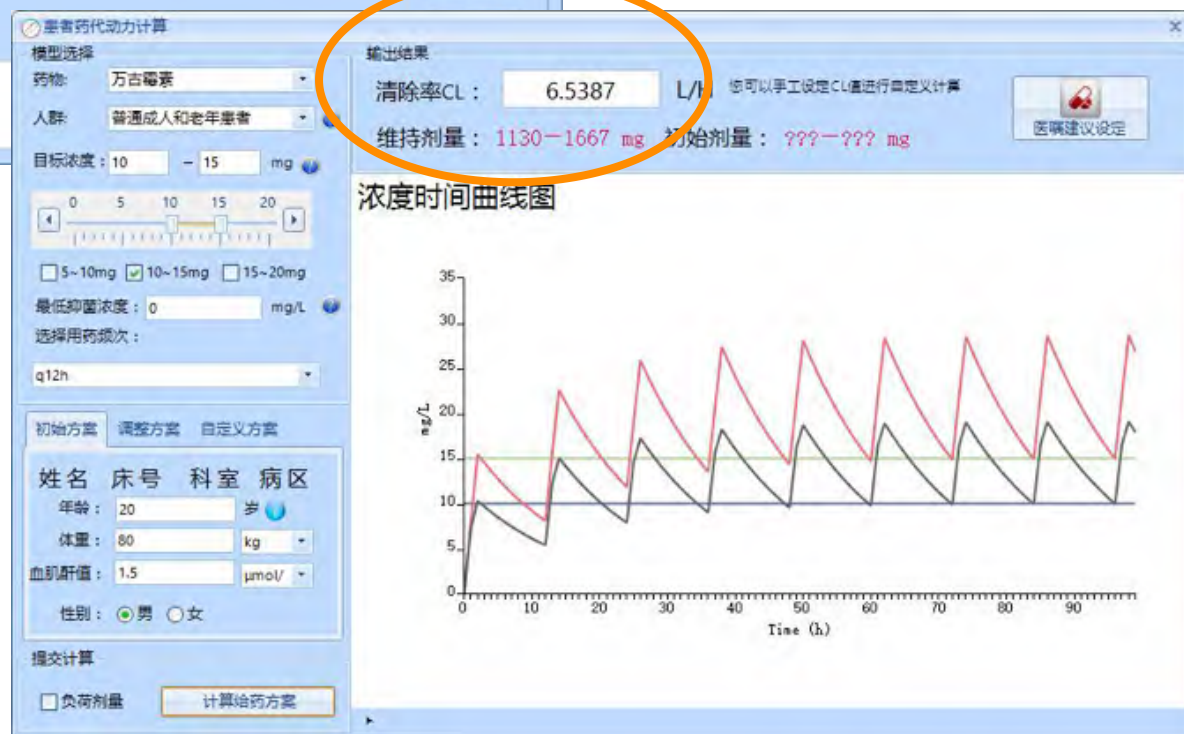 患者药代动力计算
模型选择
药物: 万古霉素
人群: 普通成人和老年患者
目标浓度: 10 - 15 mg
0 5 10 15 20
5~10mg 10~15mg 15~20mg
最低抑菌浓度: 0 mg/L
选择用药频次:
q12h
初始方案 调整方案 自定义方案
姓名 床号 科室 病区
年龄: 20 岁
体重: 80 kg
血肌酐值: 1.5 μmol/
性别: 男 女
提交计算
负荷剂量 计算给药方案
输出结果
清除率CL: 6.5387 L/H 您可以手工设定CL值进行自定义计算
维持剂量: 1130-1667 mg 初始剂量: ???-??? mg
医嘱建议设定
浓度时间曲线图
35
30
25
20
15
10
5
0
mg/L
0 10 20 30 40 50 60 70 80 90
Time (h)